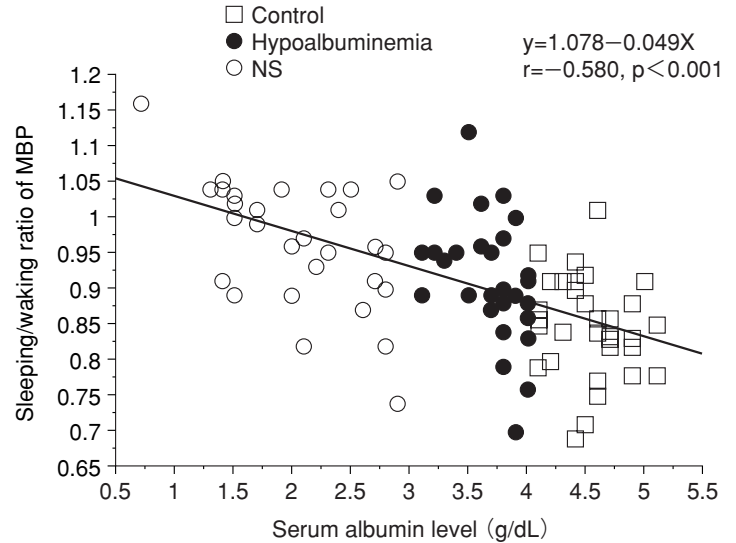 Control
Hypoalbuminemia
NS
y=1.078−0.049X
r=−0.580, p<0.001
Sleeping/waking ratio of MBP
1.2
1.15
1.1
1.05
1
0.95
0.9
0.85
0.8
0.75
0.7
0.65
0.5 1 1.5 2 2.5 3 3.5 4 4.5 5 5.5
Serum albumin level (g/dL)